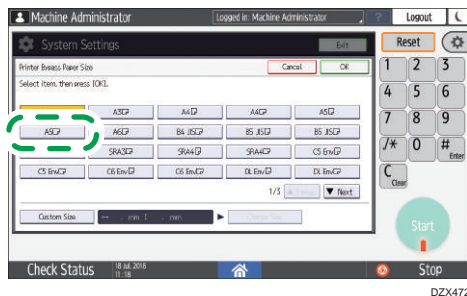 Machine Administrator Logged in: Machine Administrator ? Logout
System Settings Exit
Reset
Printer Bypass Paper Size Cancel OK
Select item, then press [OK].
1 2 3
4 5 6
7 8 9
/* 0 # Enter
C Clear
A3 A4 A4 A5
A5 A6 B4 JIS B5 JIS B5 JIS
SRA3 SRA4 SRA4 C5 Env
C5 Env C6 Env C6 Env DL Env DL Env
1/3 ▼ Next
Custom Size
Start
Check Status 18 Jul. 2018 Stop
11:18
DZX472